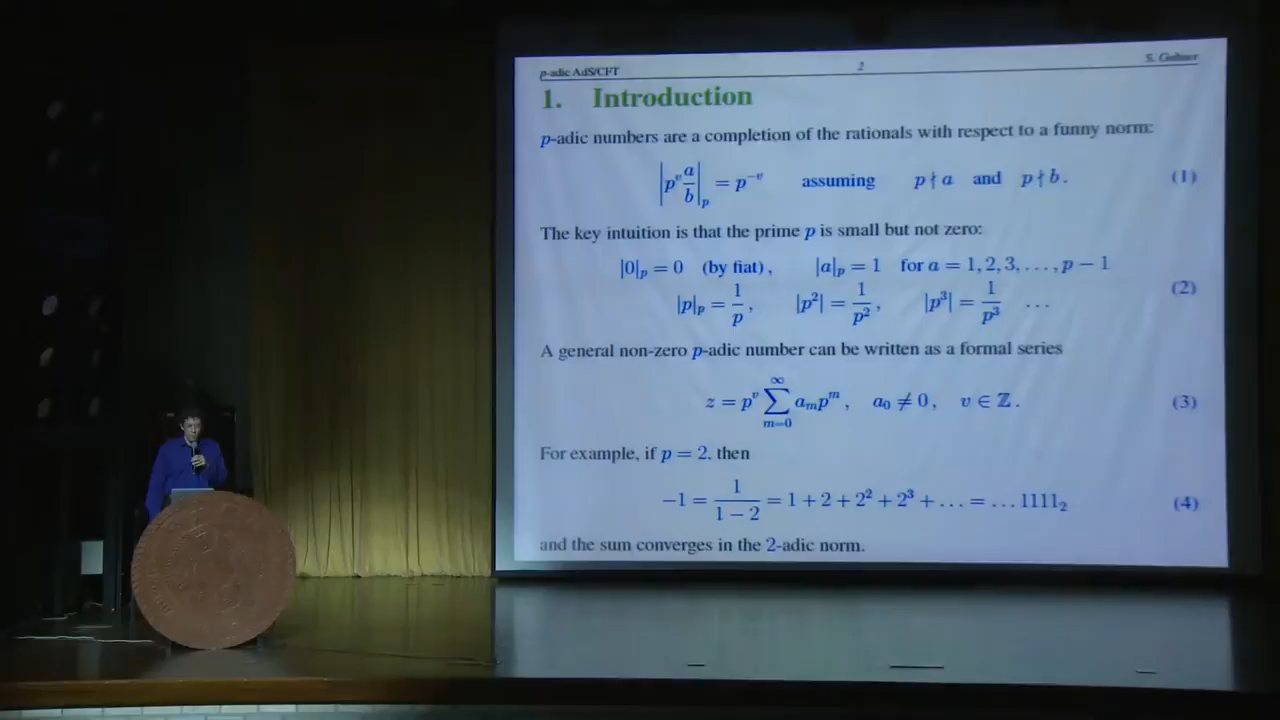 p-adic AdS/CFT 2 S. Gubser
1. Introduction
p-adic numbers are a completion of the rationals with respect to a funny norm:
|p^v a/b|_p = p^{-v} assuming p ∤ a and p ∤ b. (1)
The key intuition is that the prime p is small but not zero:
|0|_p = 0 (by fiat), |a|_p = 1 for a = 1, 2, 3, ..., p − 1
|p|_p = 1/p, |p^2| = 1/p^2, |p^3| = 1/p^3 ... (2)
A general non-zero p-adic number can be written as a formal series
z = p^v ∑_{m=0}^{∞} a_m p^m, a_0 ≠ 0, v ∈ ℤ. (3)
For example, if p = 2, then
−1 = 1/(1 − 2) = 1 + 2 + 2^2 + 2^3 + ... = ...1111_2 (4)
and the sum converges in the 2-adic norm.